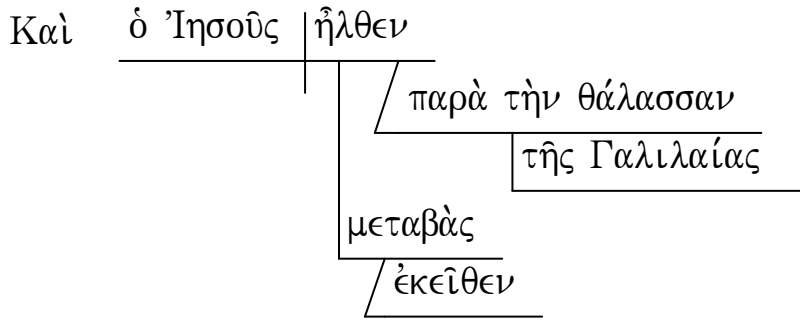 Καὶ ὁ Ἰησοῦς ἦλθεν
παρὰ τὴν θάλασσαν
τῆς Γαλιλαίας
μεταβὰς
ἐκεῖθεν